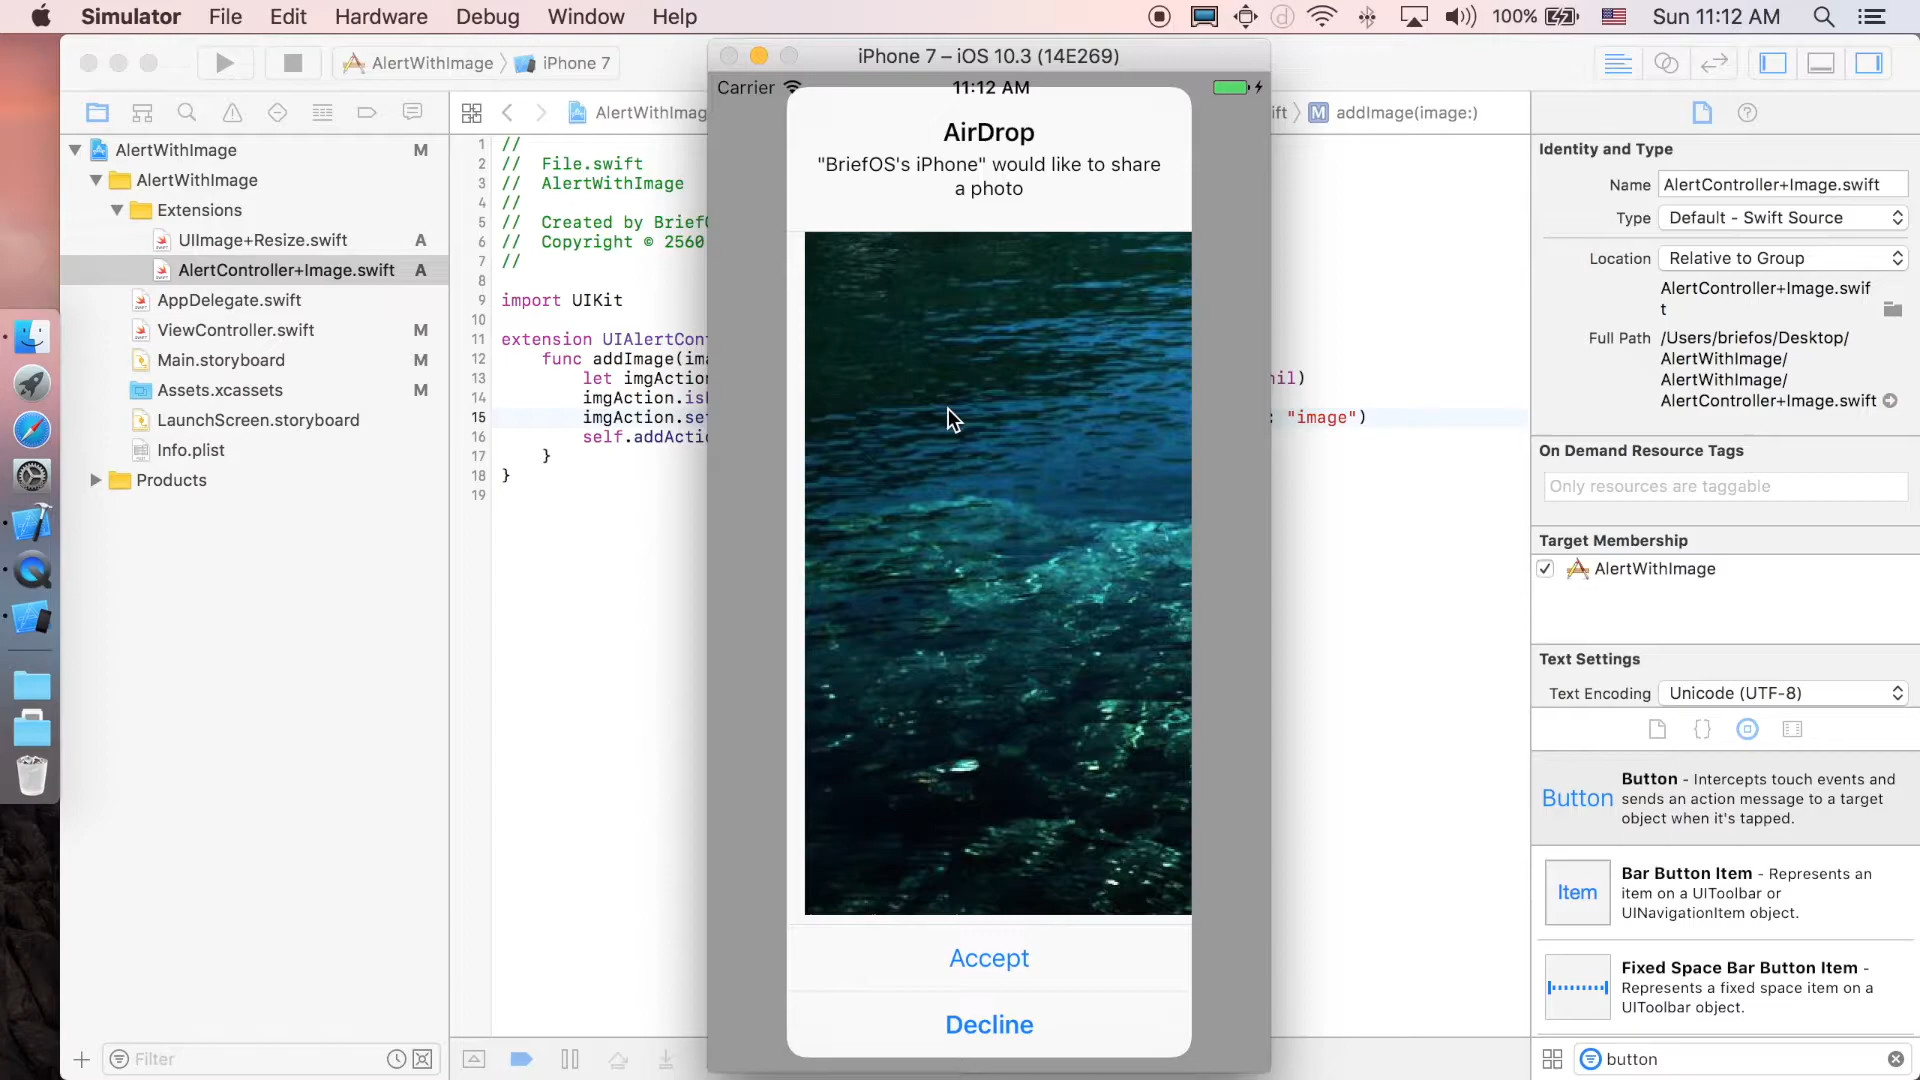 Simulator File Edit Hardware Debug Window Help 100% Sun 11:12 AM
AlertWithImage iPhone 7
iPhone 7 – iOS 10.3 (14E269)
AlertWithImage M
AlertWithImage
Extensions
UIImage+Resize.swift A
AlertController+Image.swift A
AppDelegate.swift
ViewController.swift M
Main.storyboard M
Assets.xcassets M
LaunchScreen.storyboard
Info.plist
Products
Filter
AlertWithImag
ift M addImage(image:)
1 //
2 // File.swift
3 // AlertWithImage
4 //
5 // Created by Brief
6 // Copyright © 2560
7 //
8
9 import UIKit
10
11 extension UIAlertCon
12 func addImage(ima
13 let imgAction nil)
14 imgAction.is
15 imgAction.se : "image")
16 self.addActi
17 }
18 }
19
Carrier 11:12 AM
AirDrop
"BriefOS's iPhone" would like to share
a photo
Accept
Decline
Identity and Type
Name AlertController+Image.swift
Type Default - Swift Source
Location Relative to Group
AlertController+Image.swif
t
Full Path /Users/briefos/Desktop/
AlertWithImage/
AlertWithImage/
AlertController+Image.swift
On Demand Resource Tags
Only resources are taggable
Target Membership
AlertWithImage
Text Settings
Text Encoding Unicode (UTF-8)
Button
Button - Intercepts touch events and
sends an action message to a target
object when it's tapped.
Item
Bar Button Item - Represents an
item on a UIToolbar or
UINavigationItem object.
Fixed Space Bar Button Item -
Represents a fixed space item on a
UIToolbar object.
button